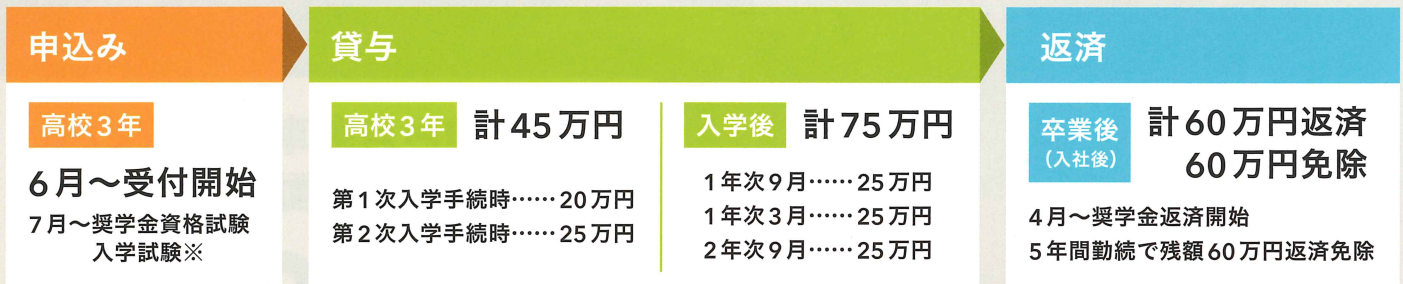 申込み
高校3年
6月～受付開始
7月～奨学金資格試験
入学試験※
貸与
高校3年 計45万円
第1次入学手続時……20万円
第2次入学手続時……25万円
入学後 計75万円
1年次9月……25万円
1年次3月……25万円
2年次9月……25万円
返済
卒業後
（入社後）
計60万円返済
60万円免除
4月～奨学金返済開始
5年間勤続で残額60万円返済免除